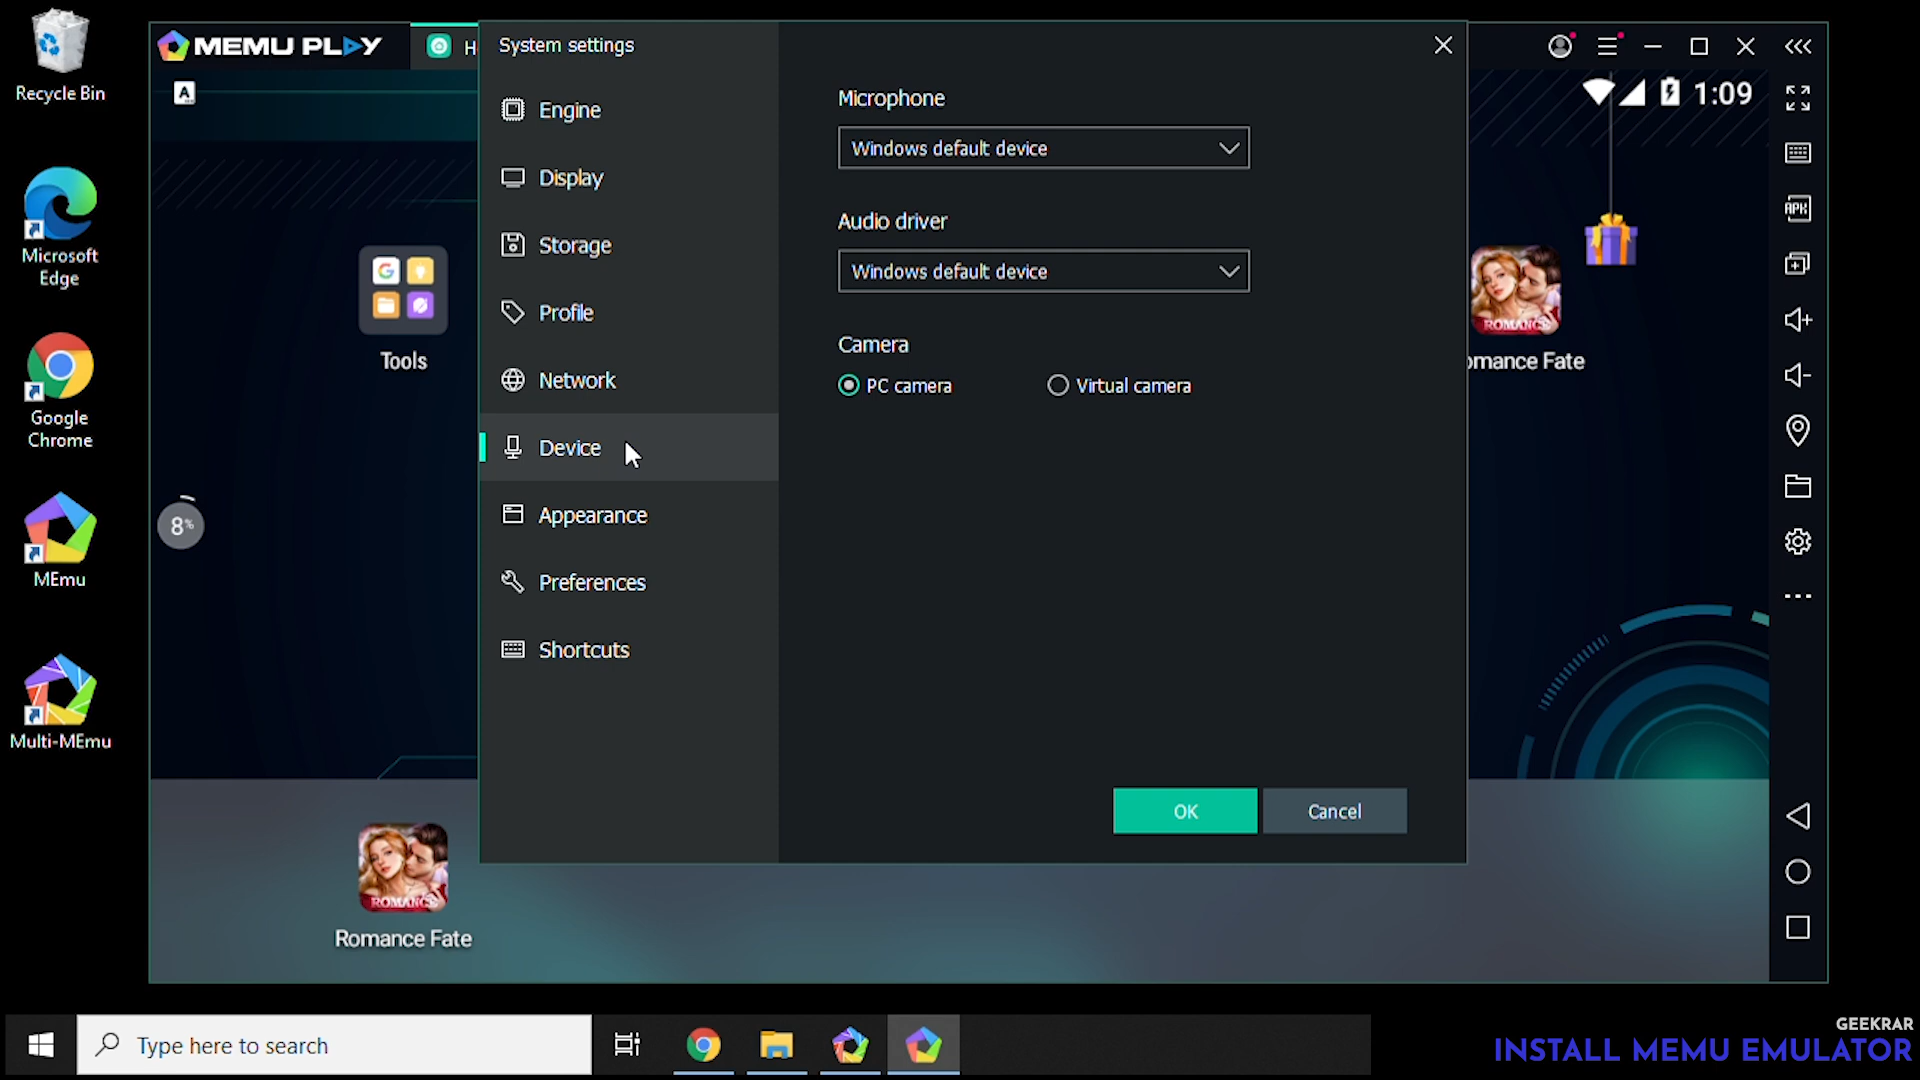 Recycle Bin
Microsoft
Edge
Google
Chrome
MEmu
Multi-MEmu
MEMU PLAY
A
1:09
Tools
8%
ROMANCE
Romance Fate
System settings
Engine
Display
Storage
Profile
Network
Device
Appearance
Preferences
Shortcuts
Microphone
Windows default device
Audio driver
Windows default device
Camera
PC camera
Virtual camera
OK
Cancel
ROMANCE
omance Fate
APK
Type here to search
GEEKRAR
INSTALL MEMU EMULATOR